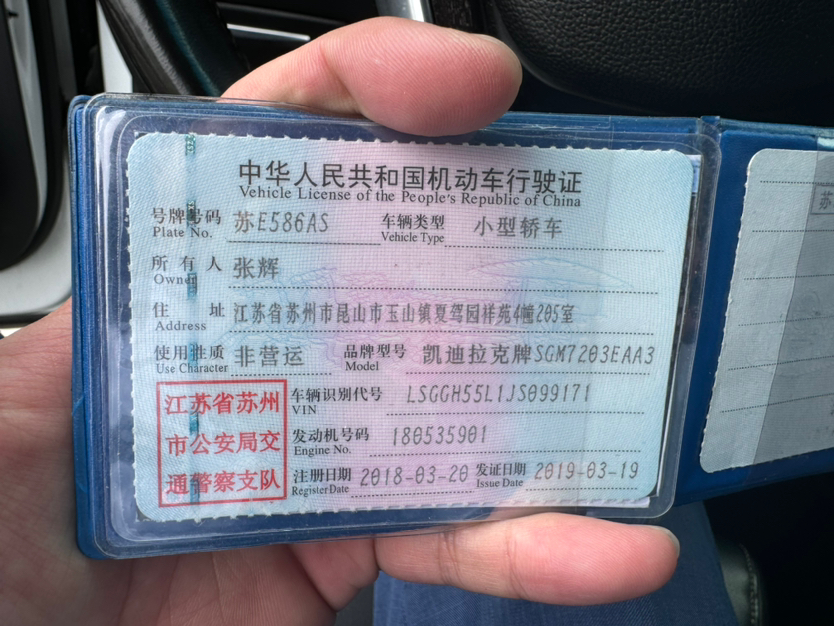 中华人民共和国机动车行驶证
Vehicle License of the People's Republic of China
号牌号码 苏E586AS 车辆类型 小型轿车
Plate No. Vehicle Type
所有人 张辉
Owner
住址 江苏省苏州市昆山市玉山镇夏驾园祥苑4幢205室
Address
使用性质 非营运 品牌型号 凯迪拉克牌SGM7203EAA3
Use Character Model
江苏省苏州 车辆识别代号 LSGGH55L1JS099171
VIN
市公安局交 发动机号码 180535901
Engine No.
通警察支队 注册日期 2018-03-20 发证日期 2019-03-19
Register Date Issue Date
苏